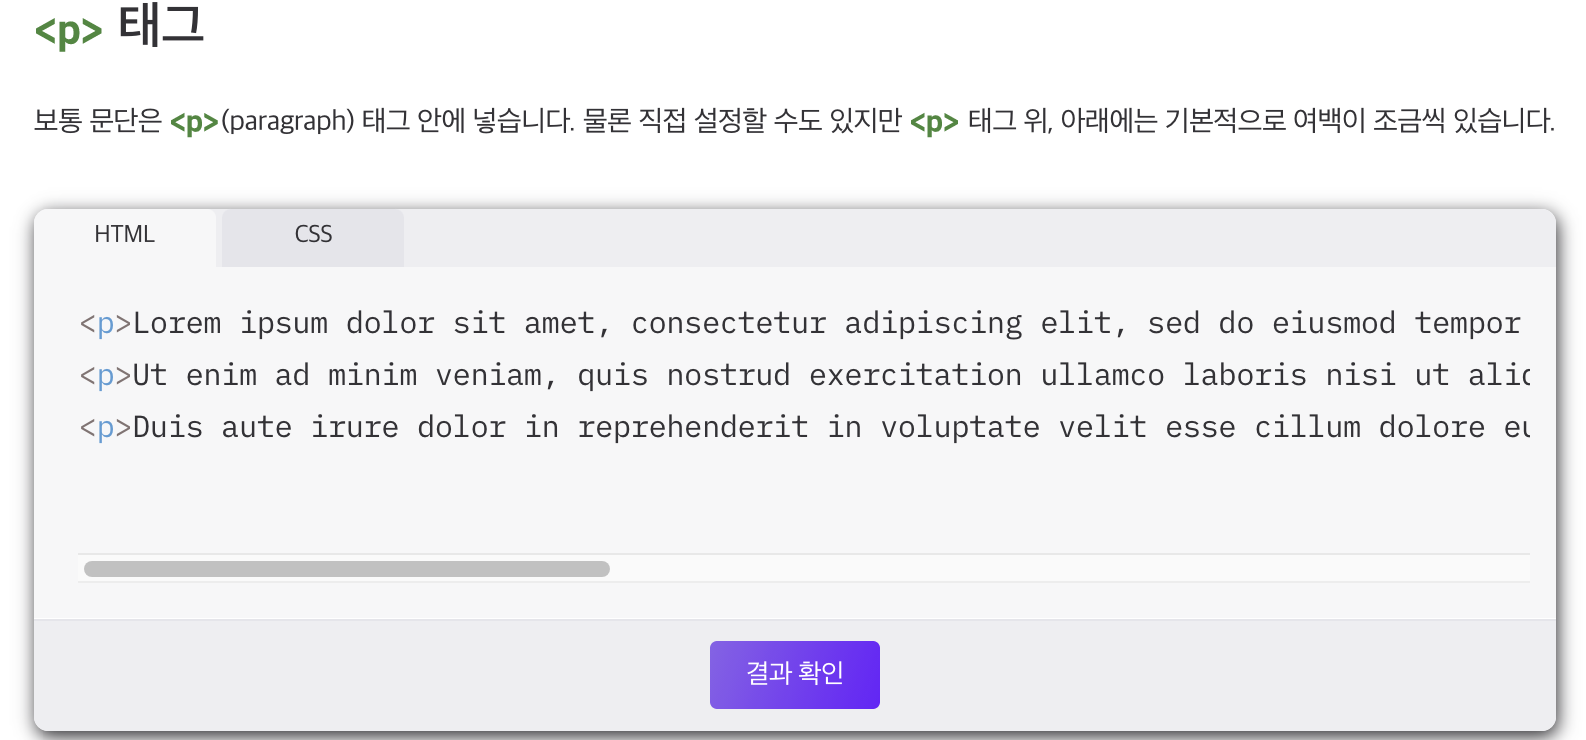 <p> 태그
보통 문단은 <p>(paragraph) 태그 안에 넣습니다. 물론 직접 설정할 수도 있지만 <p> 태그 위, 아래에는 기본적으로 여백이 조금씩 있습니다.
HTML CSS
<p>Lorem ipsum dolor sit amet, consectetur adipiscing elit, sed do eiusmod tempor
<p>Ut enim ad minim veniam, quis nostrud exercitation ullamco laboris nisi ut
<p>Duis aute irure dolor in reprehenderit in voluptate velit esse cillum dolore eu
결과 확인